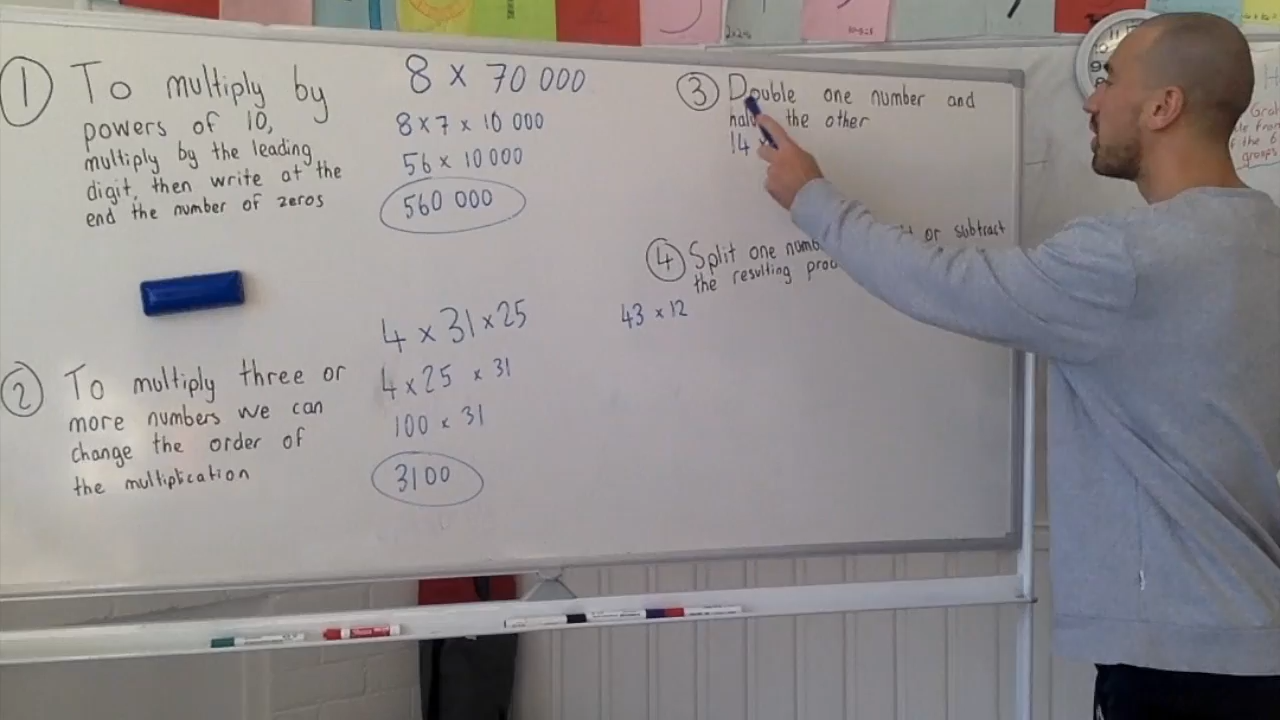 1 To multiply by
powers of 10,
multiply by the leading
digit, then write at the
end the number of zeros
8 × 70 000
8 × 7 × 10 000
56 × 10 000
560 000
2 To multiply three or
more numbers we can
change the order of
the multiplication
4 × 31 × 25
4 × 25 × 31
100 × 31
3100
3 Double one number and
the other
14
4 Split one
or subtract
the resulting
43 × 12